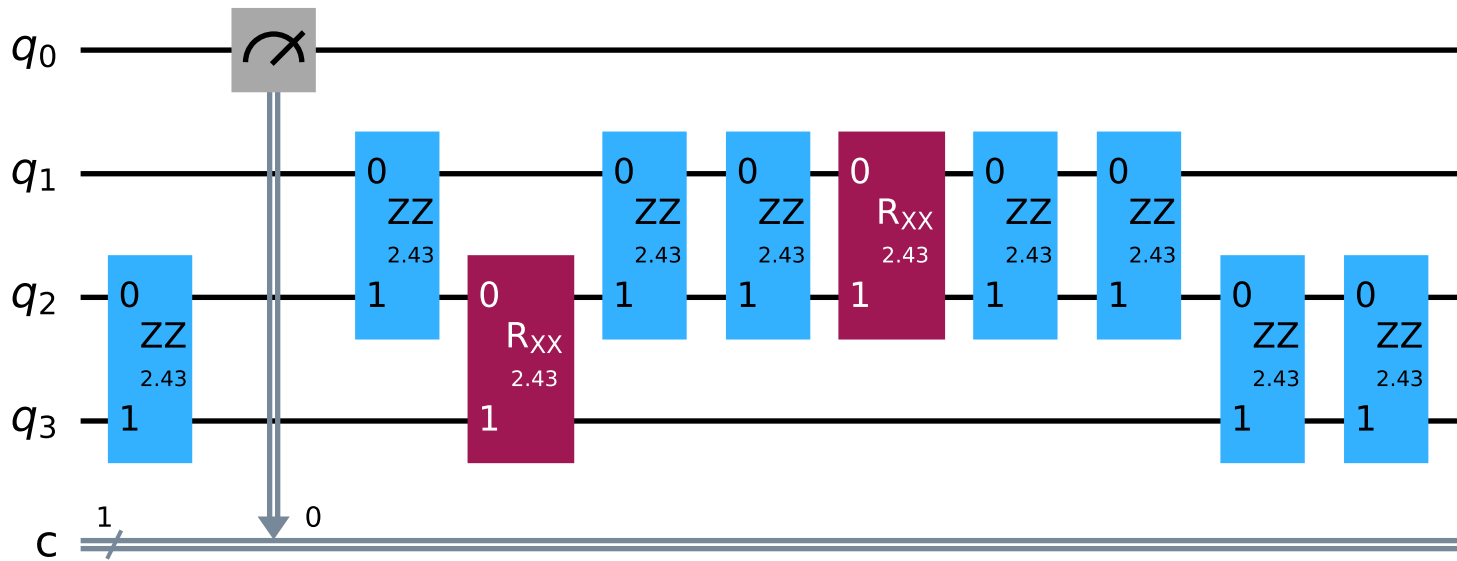 q0
0 0 0 0 0 0
q1
ZZ ZZ ZZ RXX ZZ ZZ
2.43 2.43 2.43 2.43 2.43 2.43
0 1 0 1 1 1 1 1 0 0
q2
ZZ RXX ZZ ZZ
2.43 2.43 2.43 2.43
1 1 1 1
q3
1 0
c